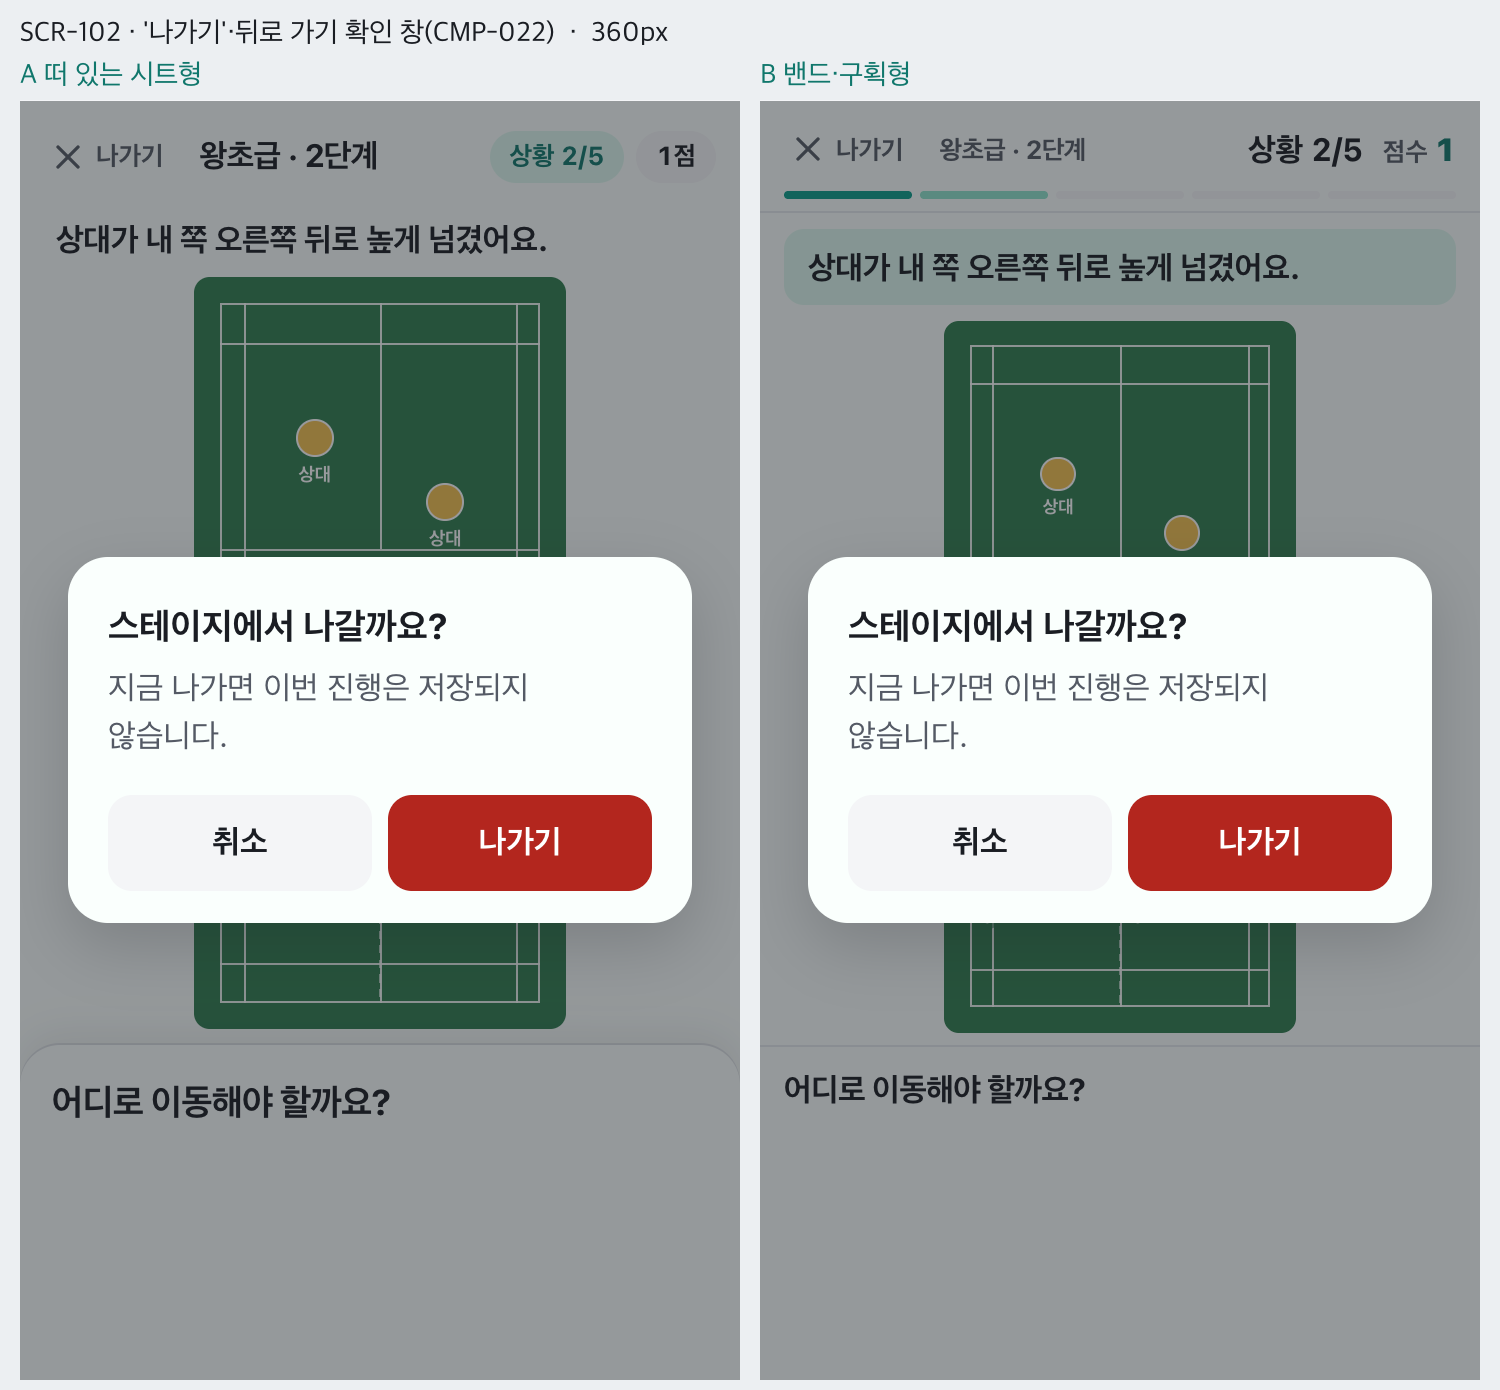 SCR-102 · '나가기'·뒤로 가기 확인 창(CMP-022) · 360px
A 떠 있는 시트형
나가기 왕초급 · 2단계 상황 2/5 1점
상대가 내 쪽 오른쪽 뒤로 높게 넘겼어요.
상대
상대
스테이지에서 나갈까요?
지금 나가면 이번 진행은 저장되지
않습니다.
취소 나가기
어디로 이동해야 할까요?
B 밴드·구획형
나가기 왕초급 · 2단계 상황 2/5 점수 1
상대가 내 쪽 오른쪽 뒤로 높게 넘겼어요.
상대
스테이지에서 나갈까요?
지금 나가면 이번 진행은 저장되지
않습니다.
취소 나가기
어디로 이동해야 할까요?